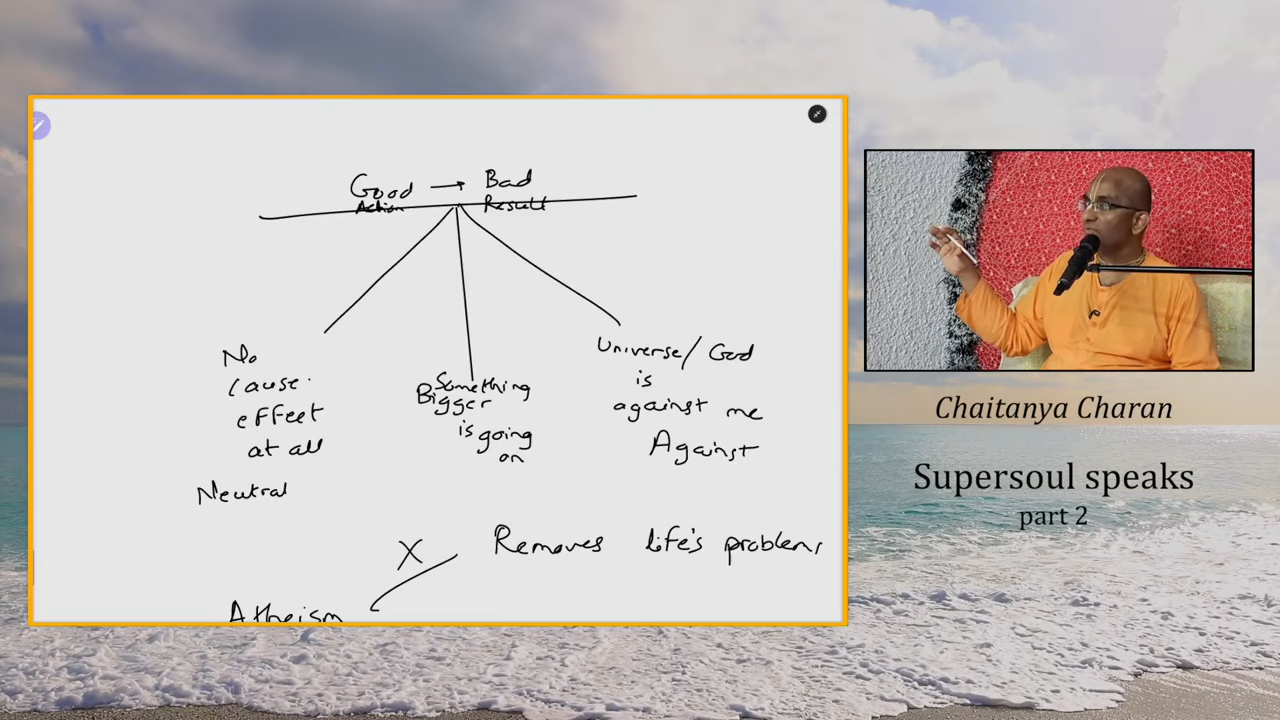 Good → Bad
Action Result
No
cause-
effect
at all
Neutral
Something
Bigger
is going
on
Universe/God
is
against me
Against
X
Removes life's problems
Atheism
Chaitanya Charan
Supersoul speaks
part 2